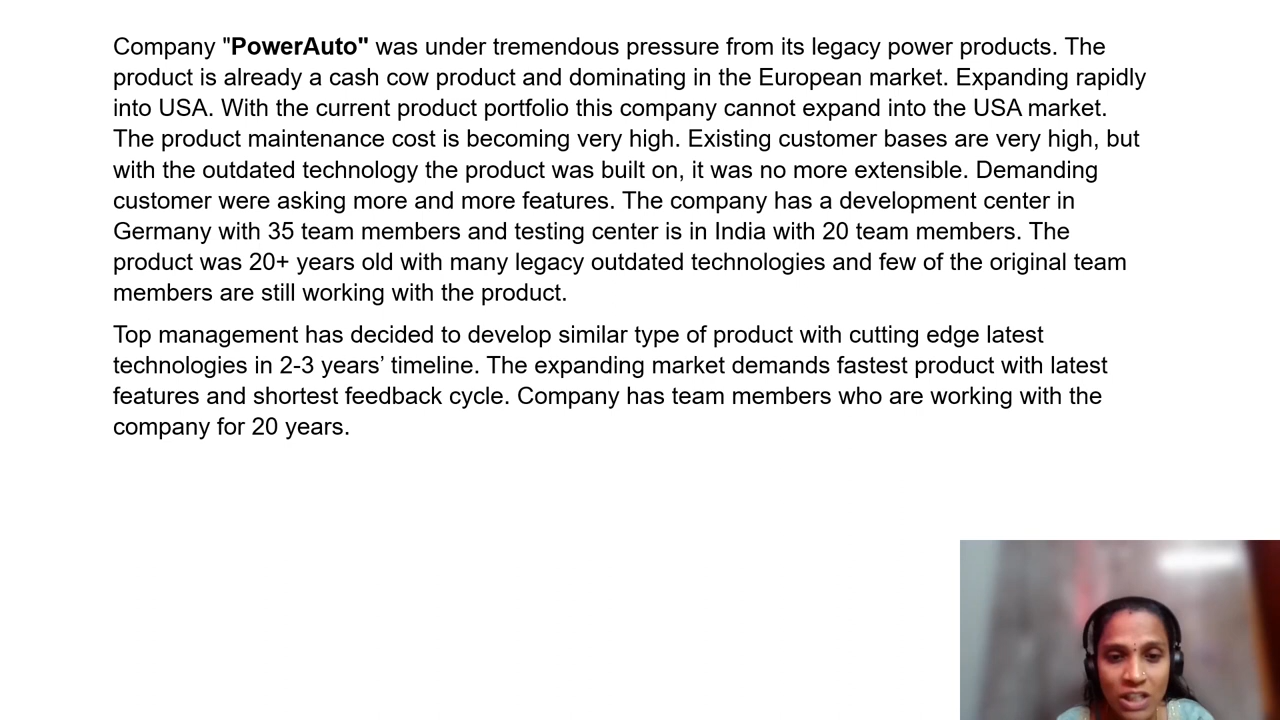 Company "PowerAuto" was under tremendous pressure from its legacy power products. The
product is already a cash cow product and dominating in the European market. Expanding rapidly
into USA. With the current product portfolio this company cannot expand into the USA market.
The product maintenance cost is becoming very high. Existing customer bases are very high, but
with the outdated technology the product was built on, it was no more extensible. Demanding
customer were asking more and more features. The company has a development center in
Germany with 35 team members and testing center is in India with 20 team members. The
product was 20+ years old with many legacy outdated technologies and few of the original team
members are still working with the product.
Top management has decided to develop similar type of product with cutting edge latest
technologies in 2-3 years’ timeline. The expanding market demands fastest product with latest
features and shortest feedback cycle. Company has team members who are working with the
company for 20 years.